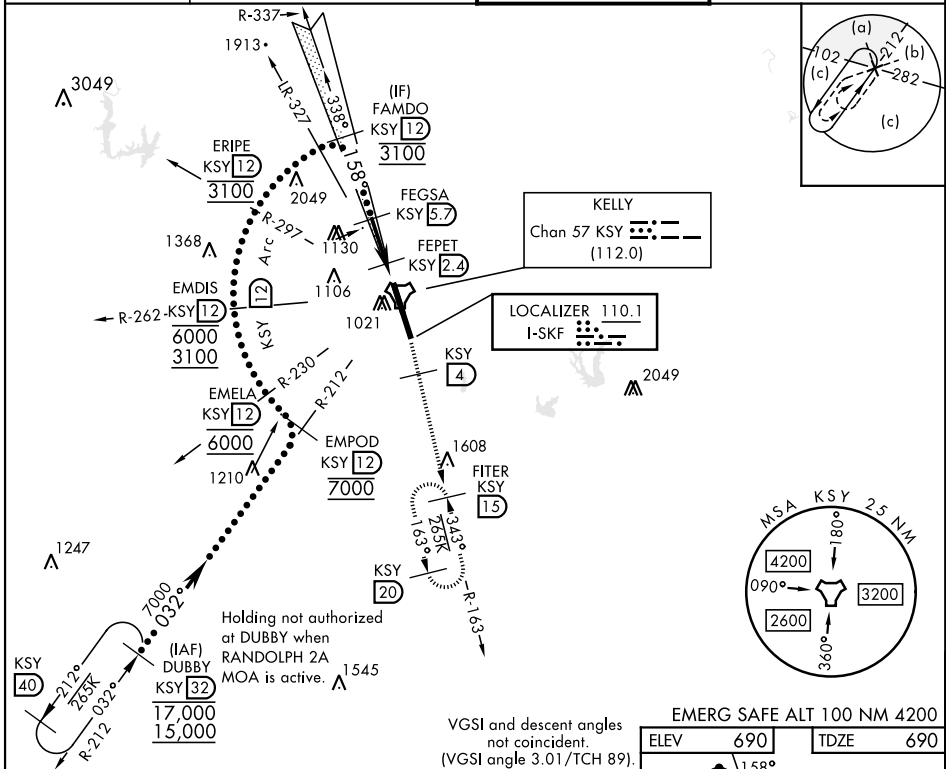 R-337
1913
3049
LR-327
338°
158°
(IF)
FAMDO
KSY 12
3100
(a)
212
102
(b)
(c)
282
(c)
ERIPE
KSY 12
3100
2049
FEGSA
KSY 5.7
R-297
1130
1368
Arc
12
KSY
FEPET
KSY 2.4
KELLY
Chan 57 KSY
(112.0)
1106
EMDIS
KSY 12
R-262
6000
3100
1021
LOCALIZER 110.1
I-SKF
KSY
4
2049
R-230
R-212
EMELA
KSY 12
6000
EMPOD
KSY 12
7000
1210
1608
FITER
KSY
15
343°
265K
163°
KSY
20
R-163
1247
7000
032°
MSA KSY 25 NM
180°
4200
090°
3200
2600
360°
Holding not authorized
at DUBBY when
RANDOLPH 2A
MOA is active.
1545
(IAF)
DUBBY
KSY 32
17,000
15,000
KSY
40
212°
265K
032°
R-212
VGSI and descent angles
not coincident.
(VGSI angle 3.01/TCH 89).
EMERG SAFE ALT 100 NM 4200
ELEV 690
TDZE 690
158°